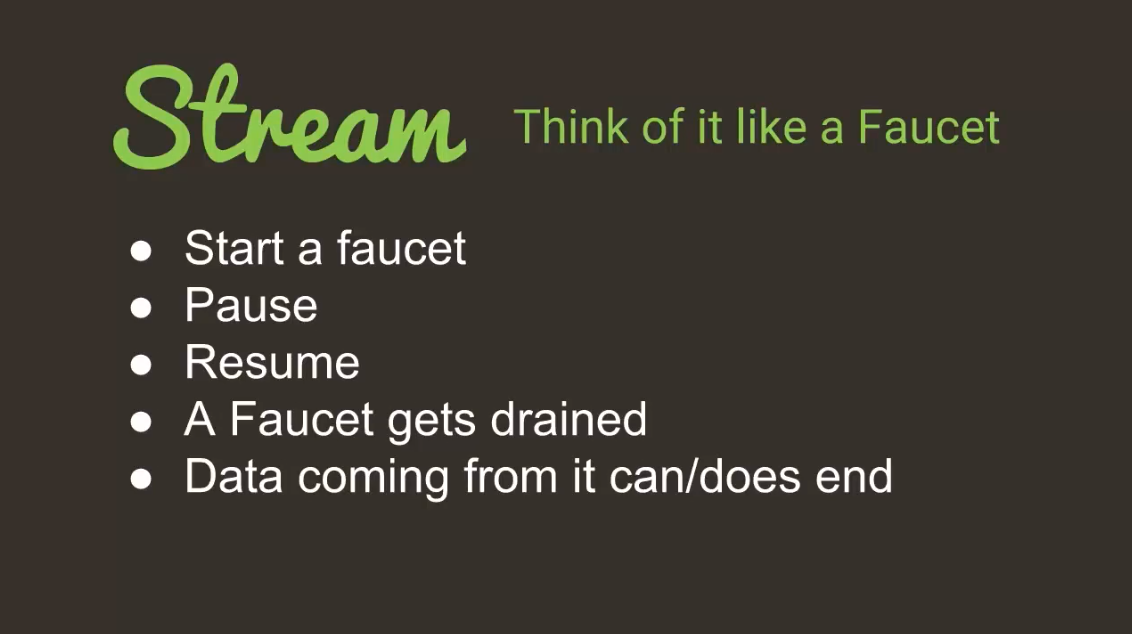 Stream Think of it like a Faucet
● Start a faucet
● Pause
● Resume
● A Faucet gets drained
● Data coming from it can/does end